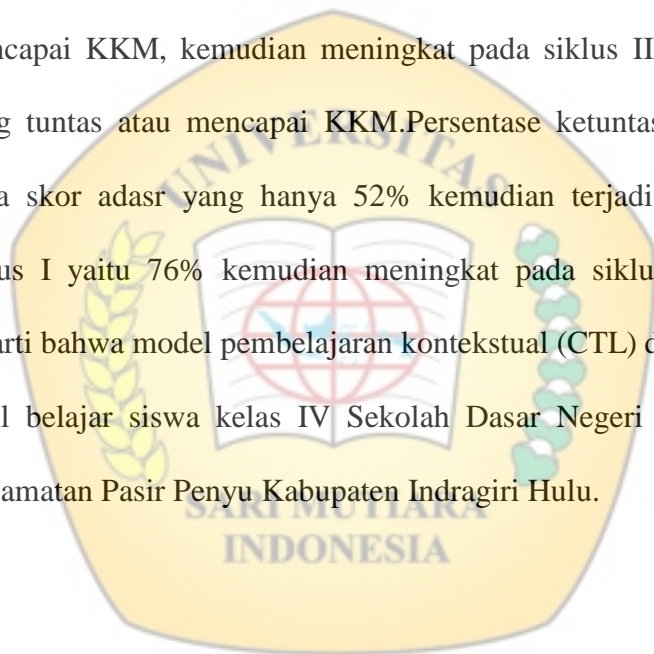 ncapai KKM, kemudian meningkat pada siklus II
g tuntas atau mencapai KKM.Persentase ketuntas
a skor adasr yang hanya 52% kemudian terjadi
us I yaitu 76% kemudian meningkat pada siklu
arti bahwa model pembelajaran kontekstual (CTL) d
l belajar siswa kelas IV Sekolah Dasar Negeri
amatan Pasir Penyu Kabupaten Indragiri Hulu.
UNIVERSITAS
SARI MUTIARA
INDONESIA